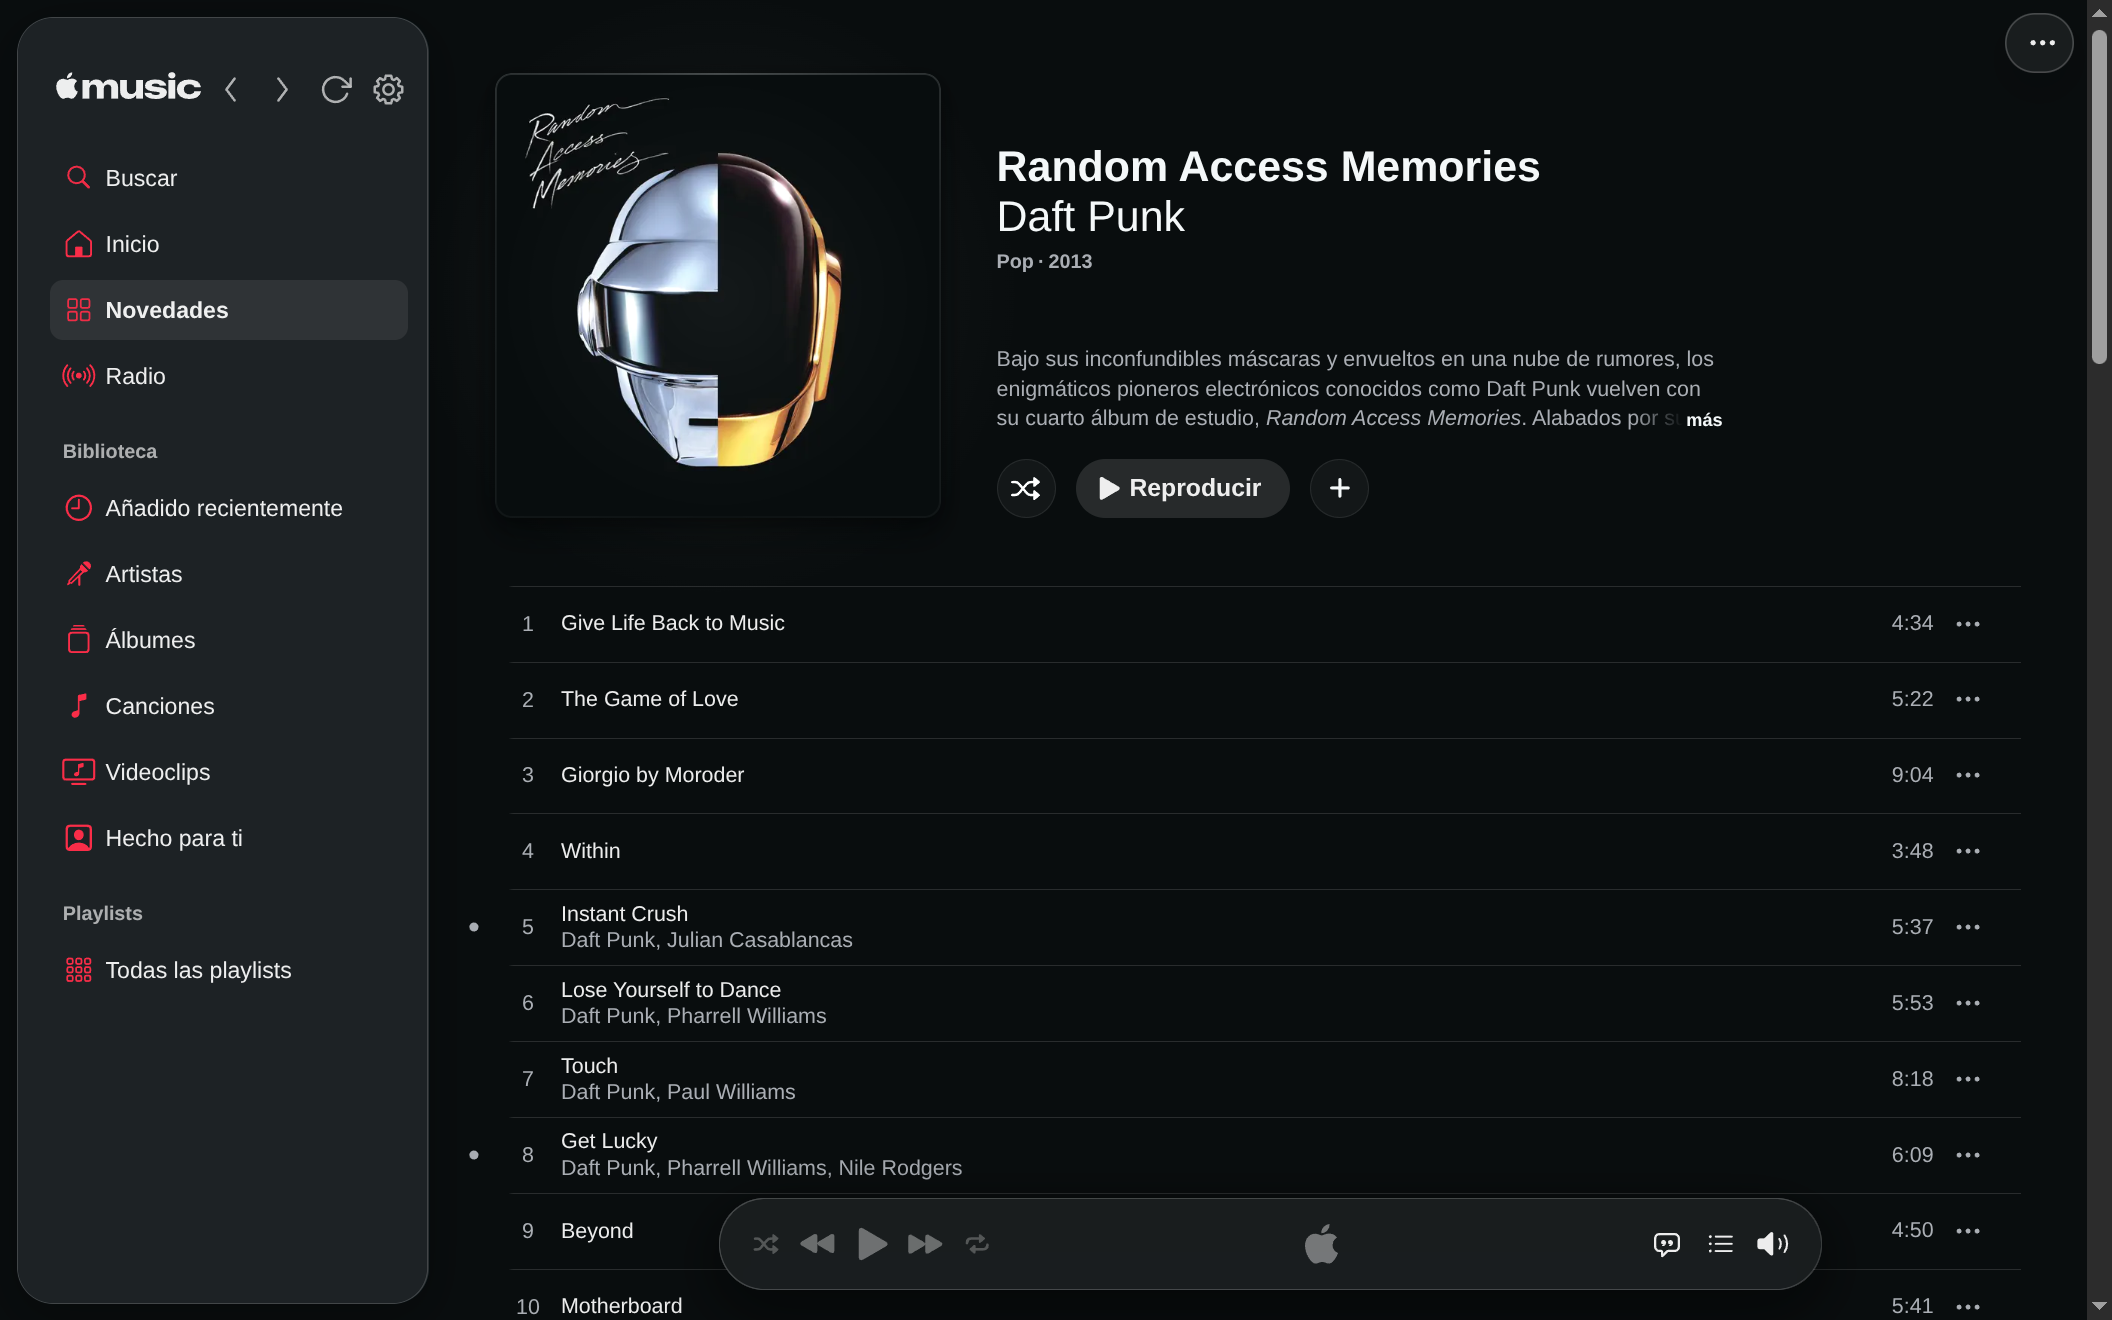 music
Buscar
Inicio
Novedades
Radio
Biblioteca
Añadido recientemente
Artistas
Álbumes
Canciones
Videoclips
Hecho para ti
Playlists
Todas las playlists
Random
Access
Memories
Random Access Memories
Daft Punk
Pop · 2013
Bajo sus inconfundibles máscaras y envueltos en una nube de rumores, los
enigmáticos pioneros electrónicos conocidos como Daft Punk vuelven con
su cuarto álbum de estudio, Random Access Memories. Alabados por más
Reproducir
1 Give Life Back to Music 4:34
2 The Game of Love 5:22
3 Giorgio by Moroder 9:04
4 Within 3:48
5 Instant Crush 5:37
Daft Punk, Julian Casablancas
6 Lose Yourself to Dance 5:53
Daft Punk, Pharrell Williams
7 Touch 8:18
Daft Punk, Paul Williams
8 Get Lucky 6:09
Daft Punk, Pharrell Williams, Nile Rodgers
9 Beyond 4:50
10 Motherboard 5:41